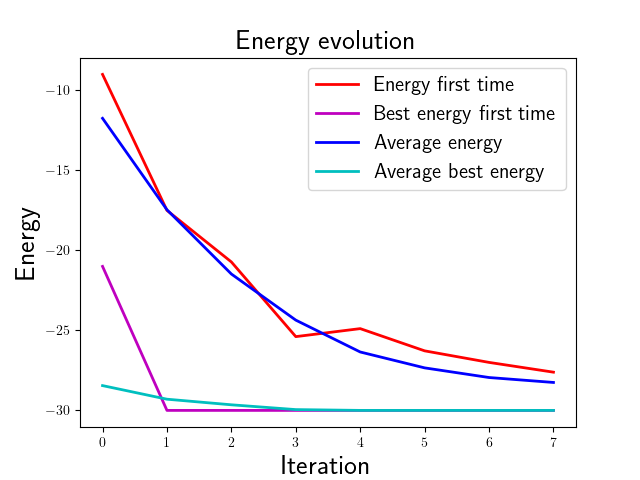 Energy evolution
Energy first time
Best energy first time
Average energy
Average best energy
Energy
−10
−15
−20
−25
−30
0 1 2 3 4 5 6 7
Iteration